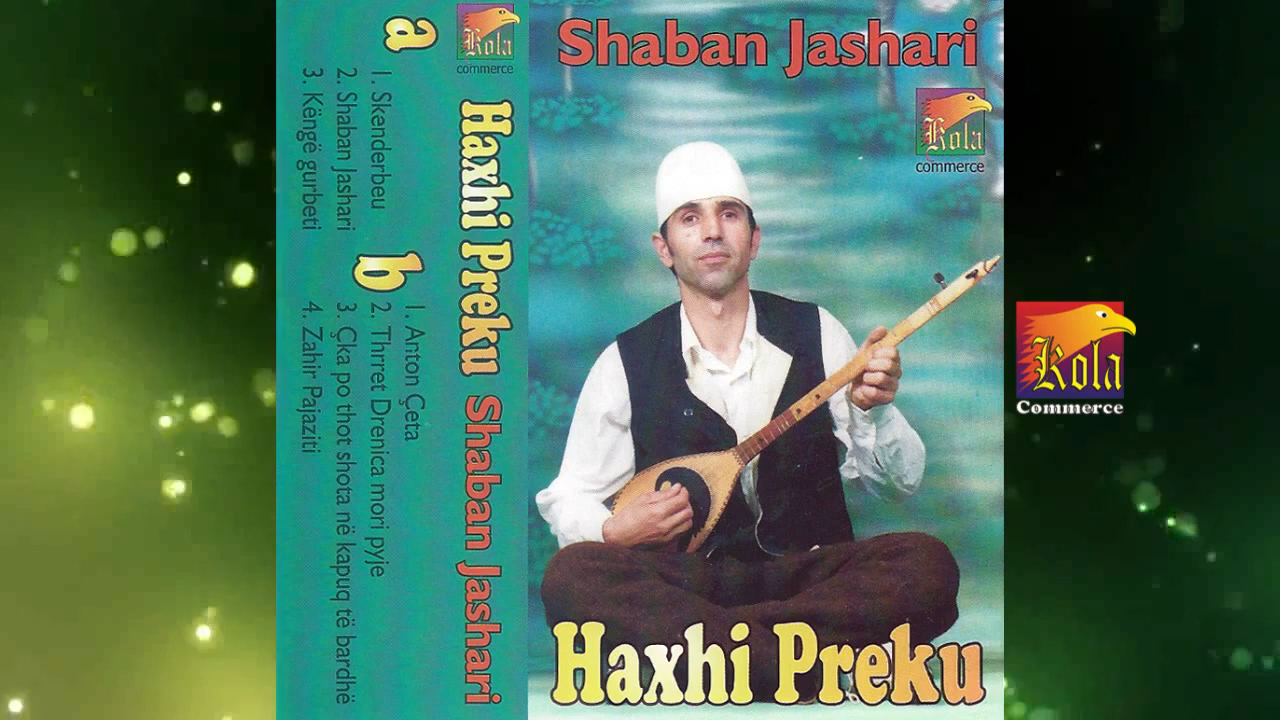 a
1. Skenderbeu
2. Shaban Jashari
3. Këngë gurbeti
b
1. Anton Çeta
2. Thrret Drenica mori pyje
3. Çka po thot shota në kapuq të bardhë
4. Zahir Pajaziti
Kola
commerce
Haxhi Preku Shaban Jashari
Shaban Jashari
Kola
commerce
Haxhi Preku
Kola
Commerce